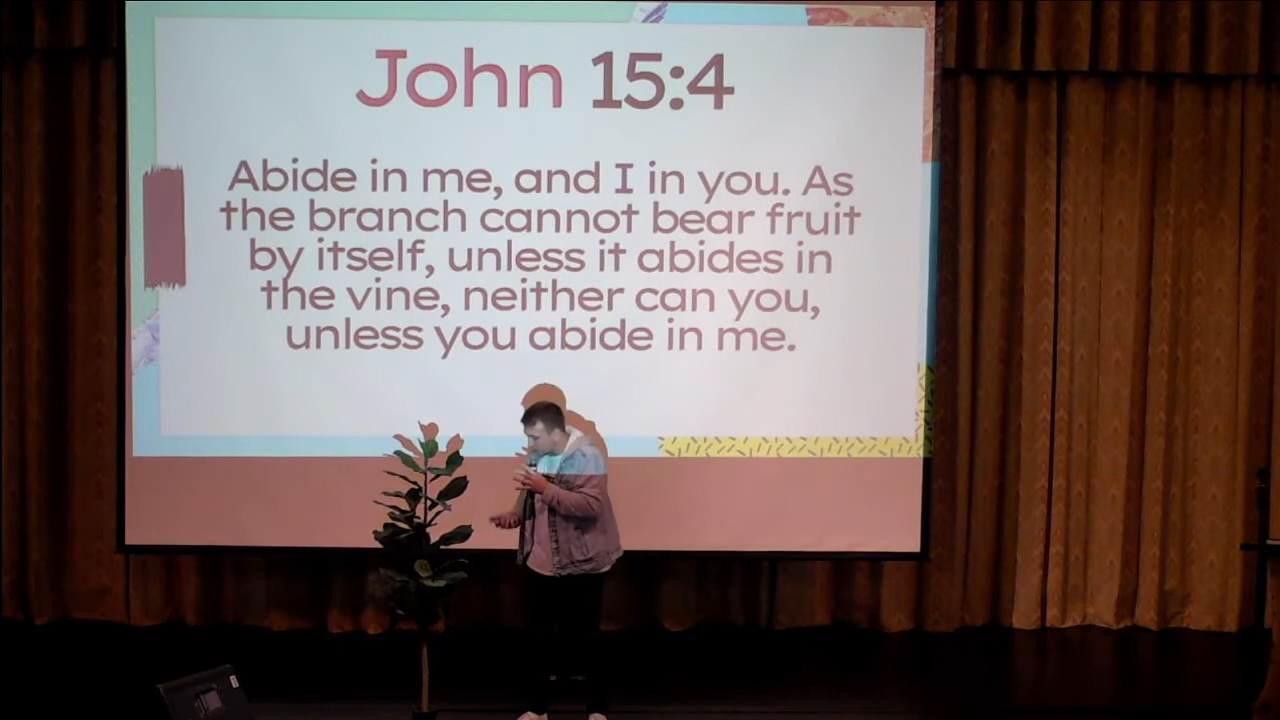 John 15:4
Abide in me, and I in you. As
the branch cannot bear fruit
by itself, unless it abides in
the vine, neither can you,
unless you abide in me.